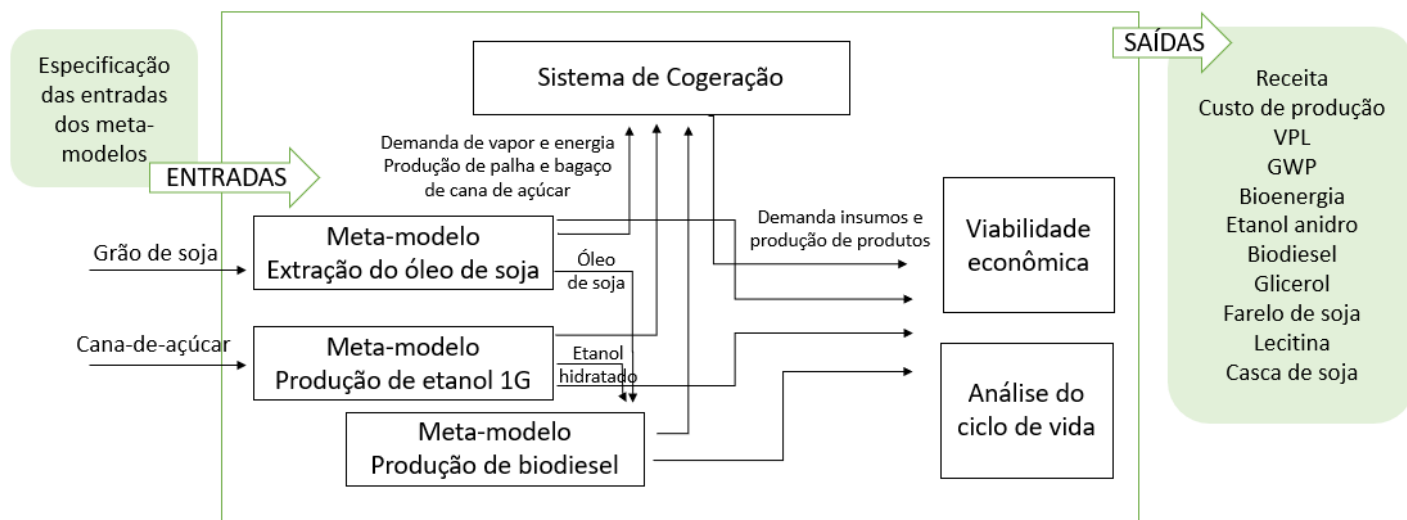 Especificação
das entradas
dos meta-
modelos
ENTRADAS
Grão de soja
Cana-de-açúcar
Sistema de Cogeração
Demanda de vapor e energia
Produção de palha e bagaço
de cana de açúcar
Meta-modelo
Extração do óleo de soja
Óleo
de soja
Meta-modelo
Produção de etanol 1G
Etanol
hidratado
Meta-modelo
Produção de biodiesel
Demanda insumos e
produção de produtos
Viabilidade
econômica
Análise do
ciclo de vida
SAÍDAS
Receita
Custo de produção
VPL
GWP
Bioenergia
Etanol anidro
Biodiesel
Glicerol
Farelo de soja
Lecitina
Casca de soja